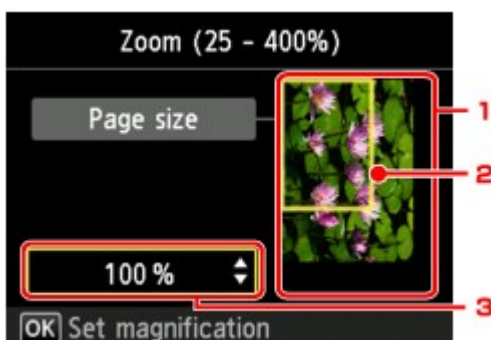 Zoom (25 - 400%)
Page size
1
2
100 %
3
OK Set magnification